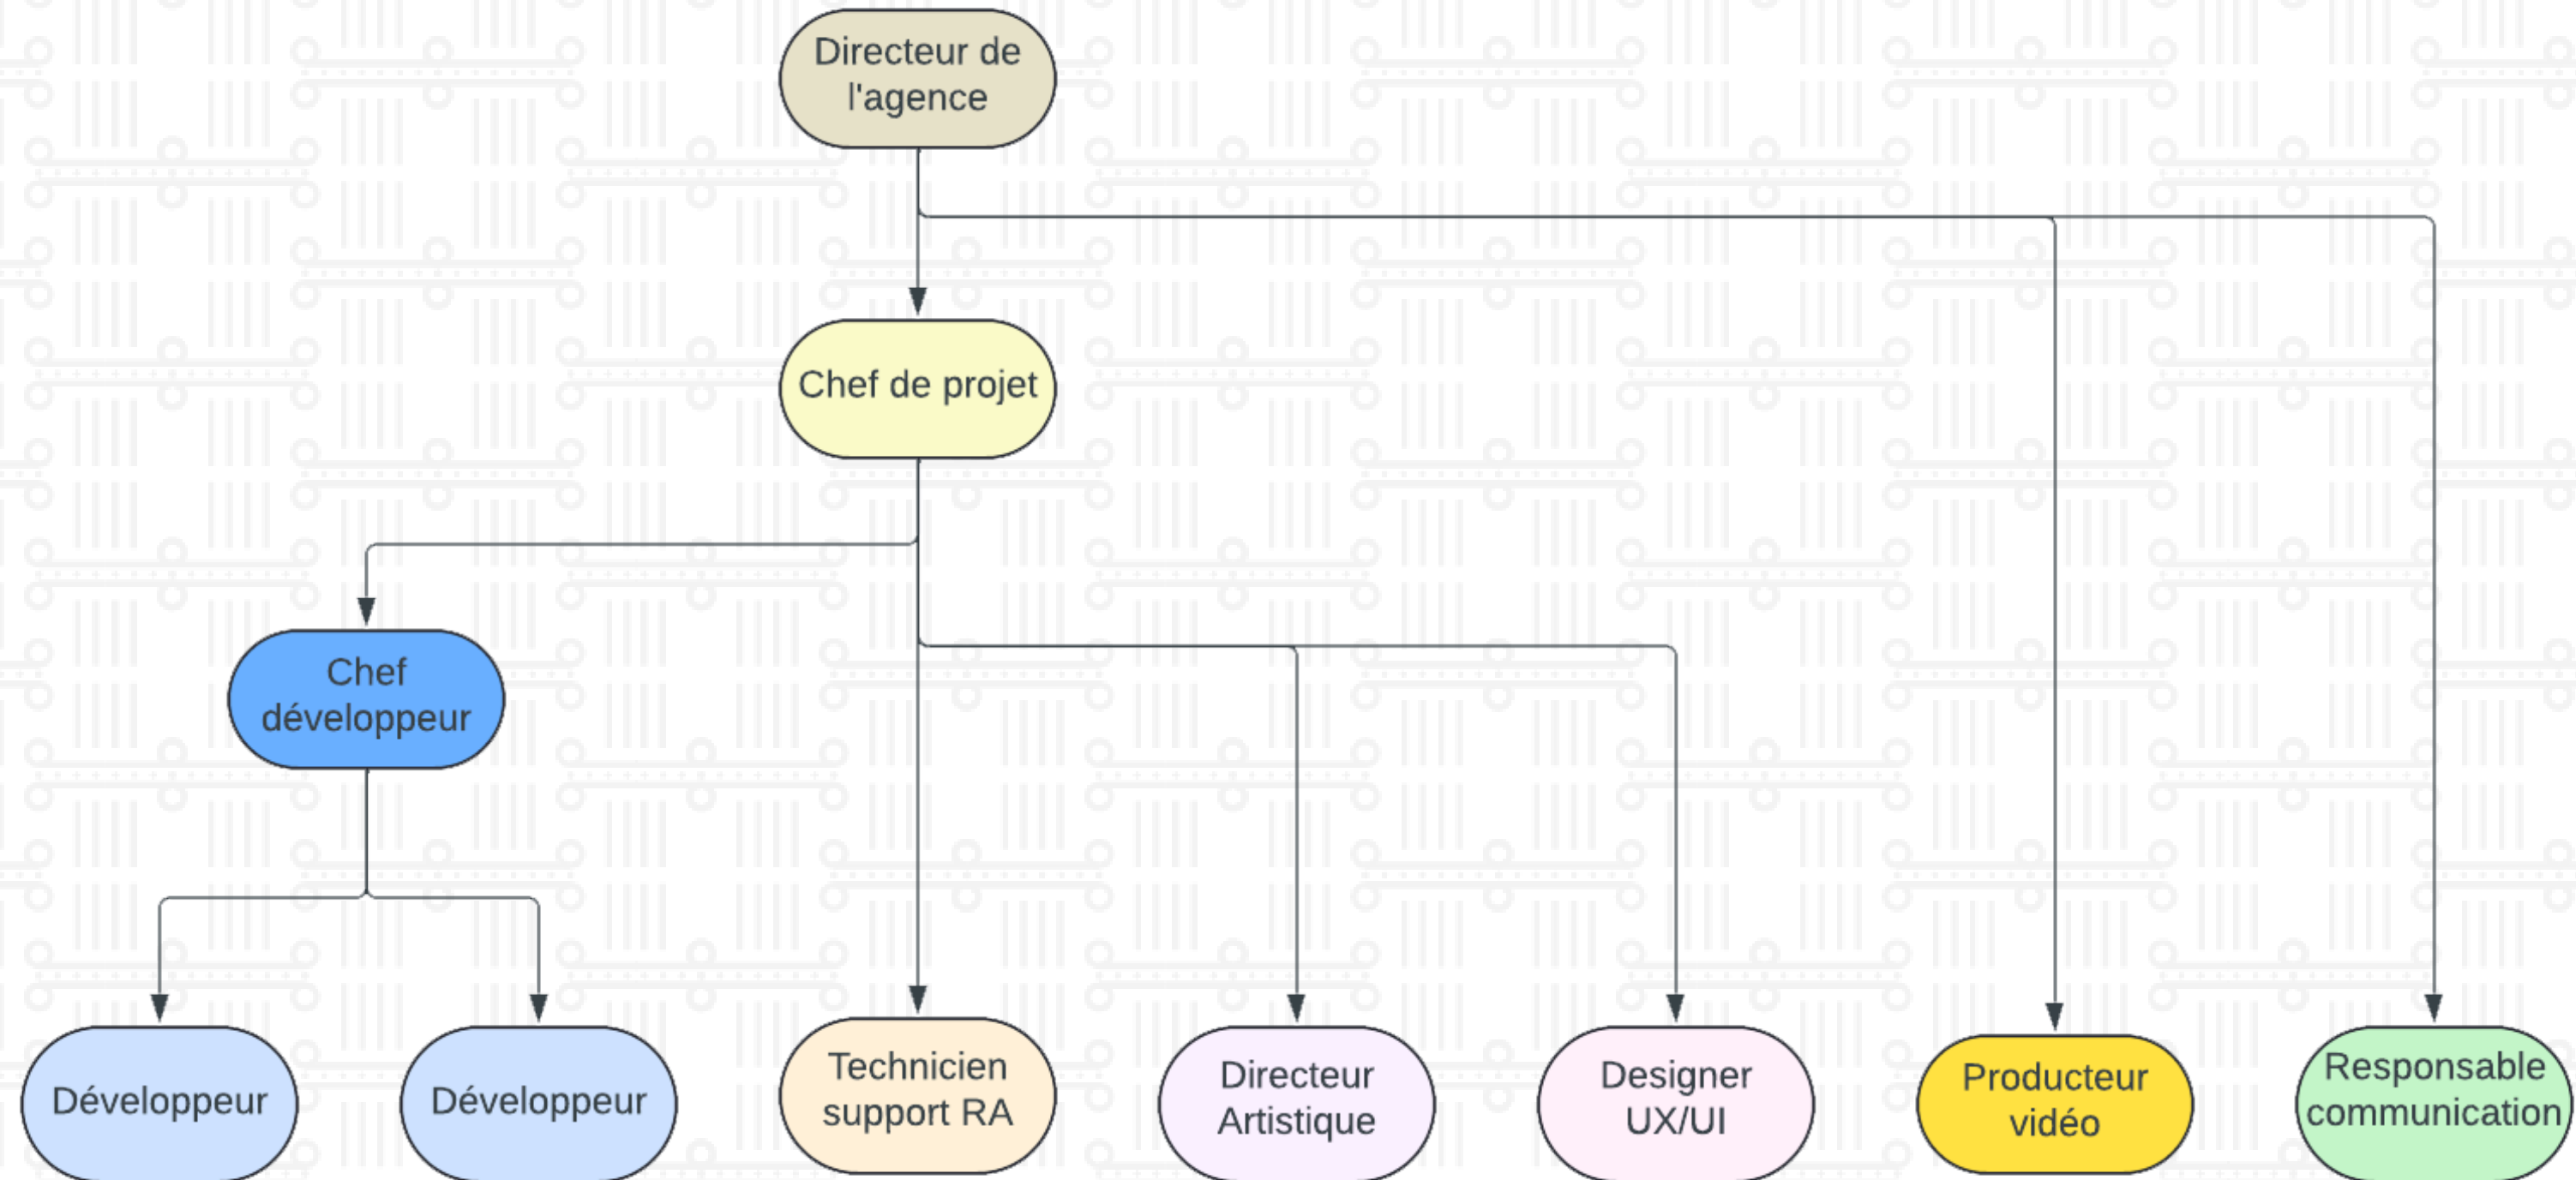 Directeur de
l'agence
Chef de projet
Chef
développeur
Développeur
Développeur
Technicien
support RA
Directeur
Artistique
Designer
UX/UI
Producteur
vidéo
Responsable
communication